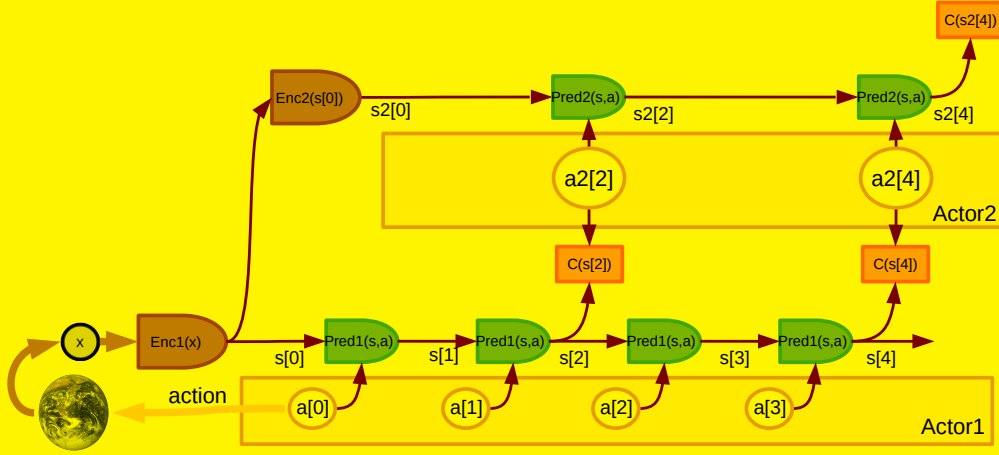 C(s2[4])
Enc2(s[0])
s2[0]
Pred2(s,a)
s2[2]
Pred2(s,a)
s2[4]
a2[2]
a2[4]
Actor2
C(s[2])
C(s[4])
x
Enc1(x)
s[0]
Pred1(s,a)
s[1]
Pred1(s,a)
s[2]
Pred1(s,a)
s[3]
Pred1(s,a)
s[4]
action
a[0]
a[1]
a[2]
a[3]
Actor1